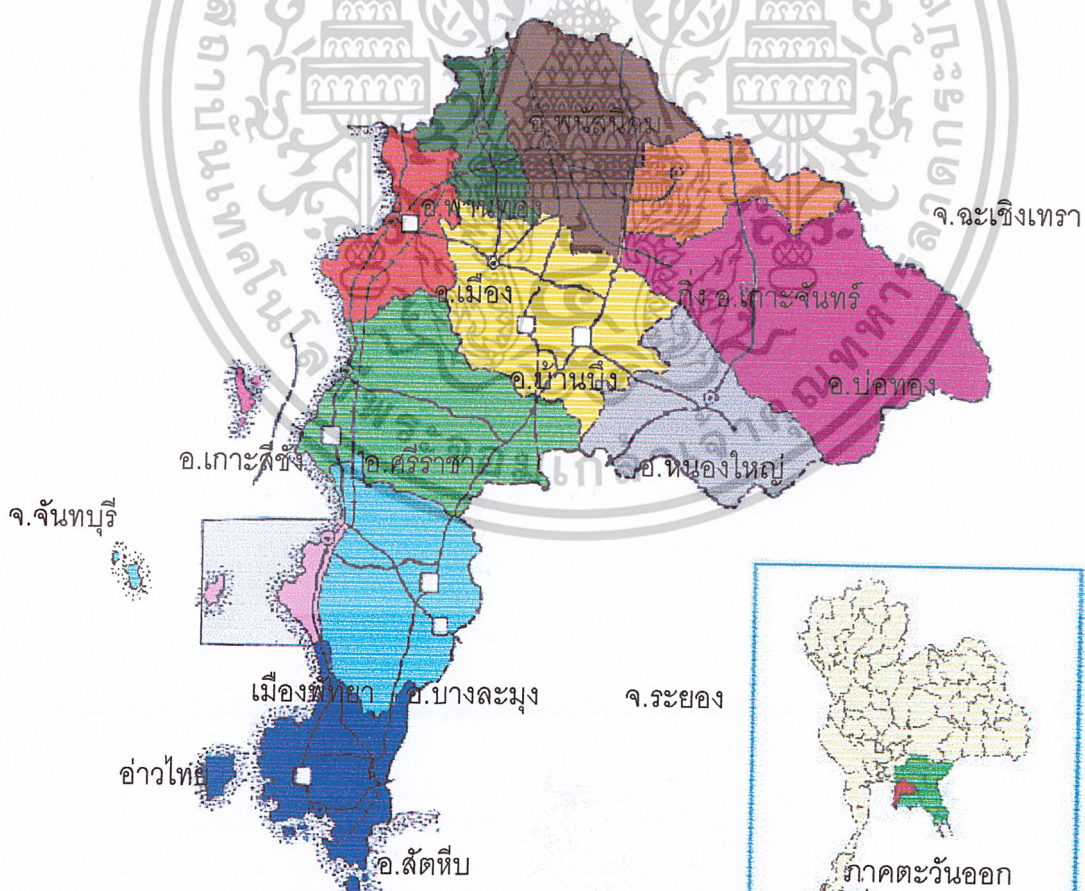 อ.พนัสนิคม
อ.พานทอง
จ.ฉะเชิงเทรา
อ.เมือง
กิ่ง อ.เกาะจันทร์
อ.บ้านบึง
อ.บ่อทอง
อ.เกาะสีชัง
อ.ศรีราชา
อ.หนองใหญ่
จ.จันทบุรี
เมืองพัทยา
อ.บางละมุง
จ.ระยอง
อ่าวไทย
อ.สัตหีบ
ภาคตะวันออก